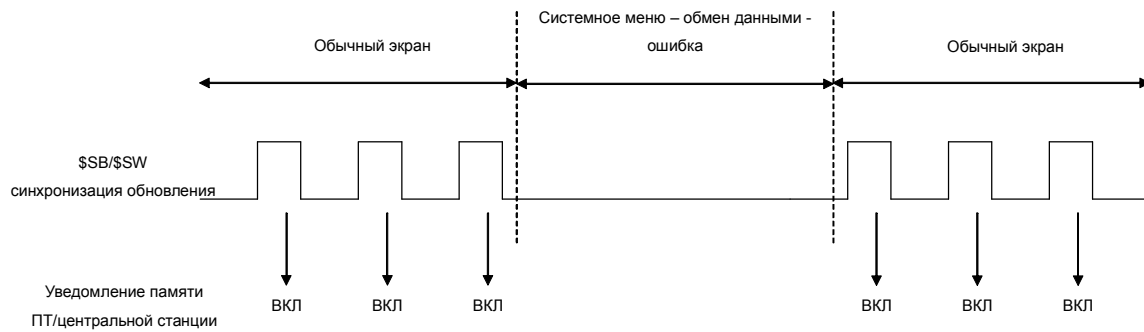 Системное меню – обмен данными -
ошибка
Обычный экран
Обычный экран
$SB/$SW
синхронизация обновления
Уведомление памяти
ПТ/центральной станции
ВКЛ ВКЛ ВКЛ ВКЛ ВКЛ ВКЛ